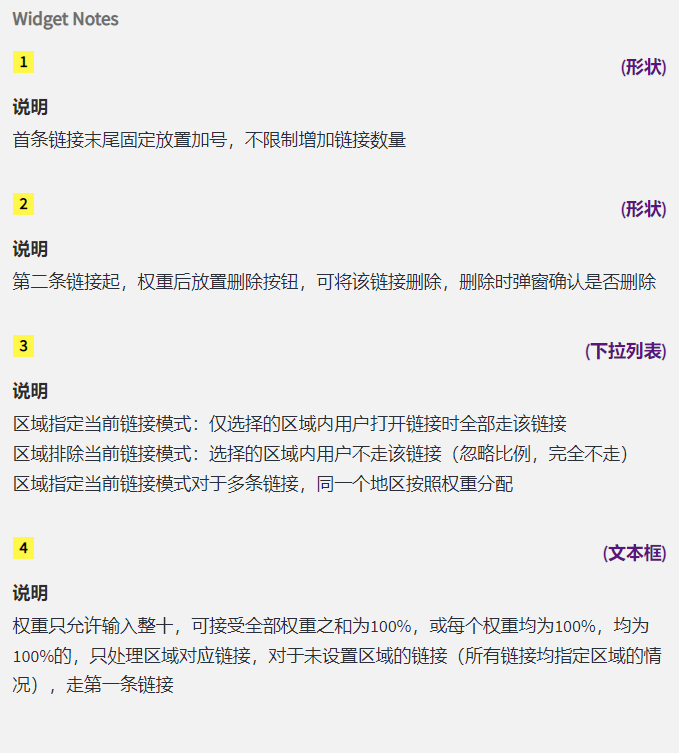 Widget Notes
1
(形状)
说明
首条链接末尾固定放置加号，不限制增加链接数量
2
(形状)
说明
第二条链接起，权重后放置删除按钮，可将该链接删除，删除时弹窗确认是否删除
3
(下拉列表)
说明
区域指定当前链接模式：仅选择的区域内用户打开链接时全部走该链接
区域排除当前链接模式：选择的区域内用户不走该链接（忽略比例，完全不走）
区域指定当前链接模式对于多条链接，同一个地区按照权重分配
4
(文本框)
说明
权重只允许输入整十，可接受全部权重之和为100%，或每个权重均为100%，均为
100%的，只处理区域对应链接，对于未设置区域的链接（所有链接均指定区域的情
况），走第一条链接